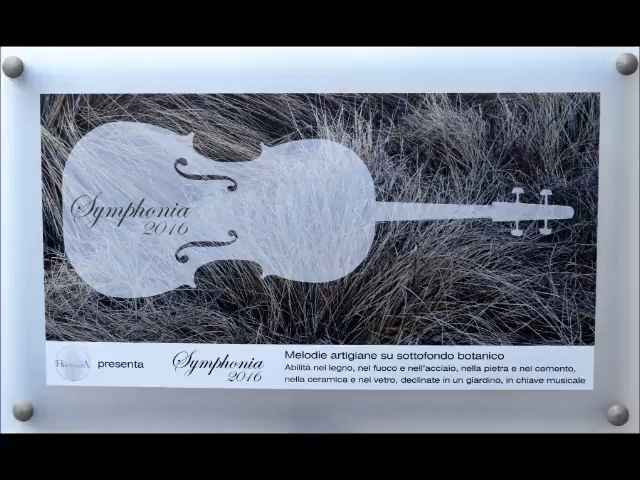 Symphonia
2016
HortensiA presenta
Symphonia
2016
Melodie artigiane su sottofondo botanico
Abilità nel legno, nel fuoco e nell'acciaio, nella pietra e nel cemento,
nella ceramica e nel vetro, declinate in un giardino, in chiave musicale